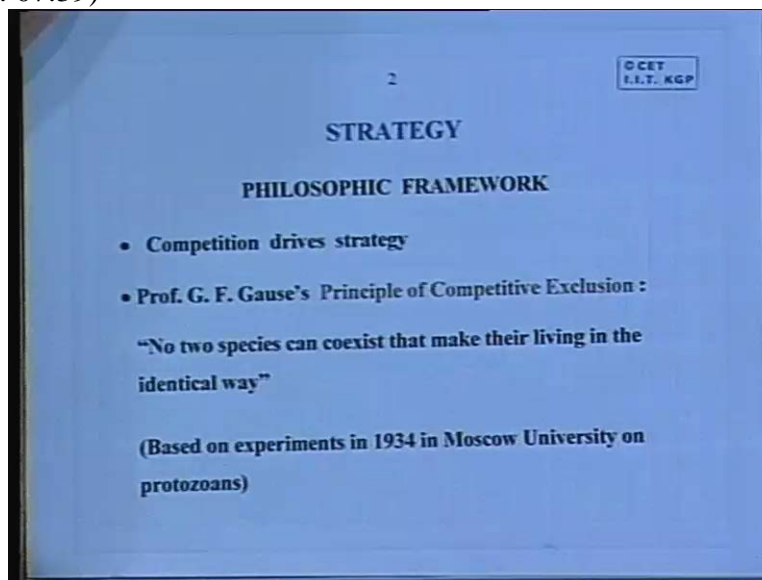 : 07:59)
2
© CET
I.I.T. KGP
STRATEGY
PHILOSOPHIC FRAMEWORK
• Competition drives strategy
• Prof. G. F. Gause's Principle of Competitive Exclusion :
“No two species can coexist that make their living in the
identical way”
(Based on experiments in 1934 in Moscow University on
protozoans)